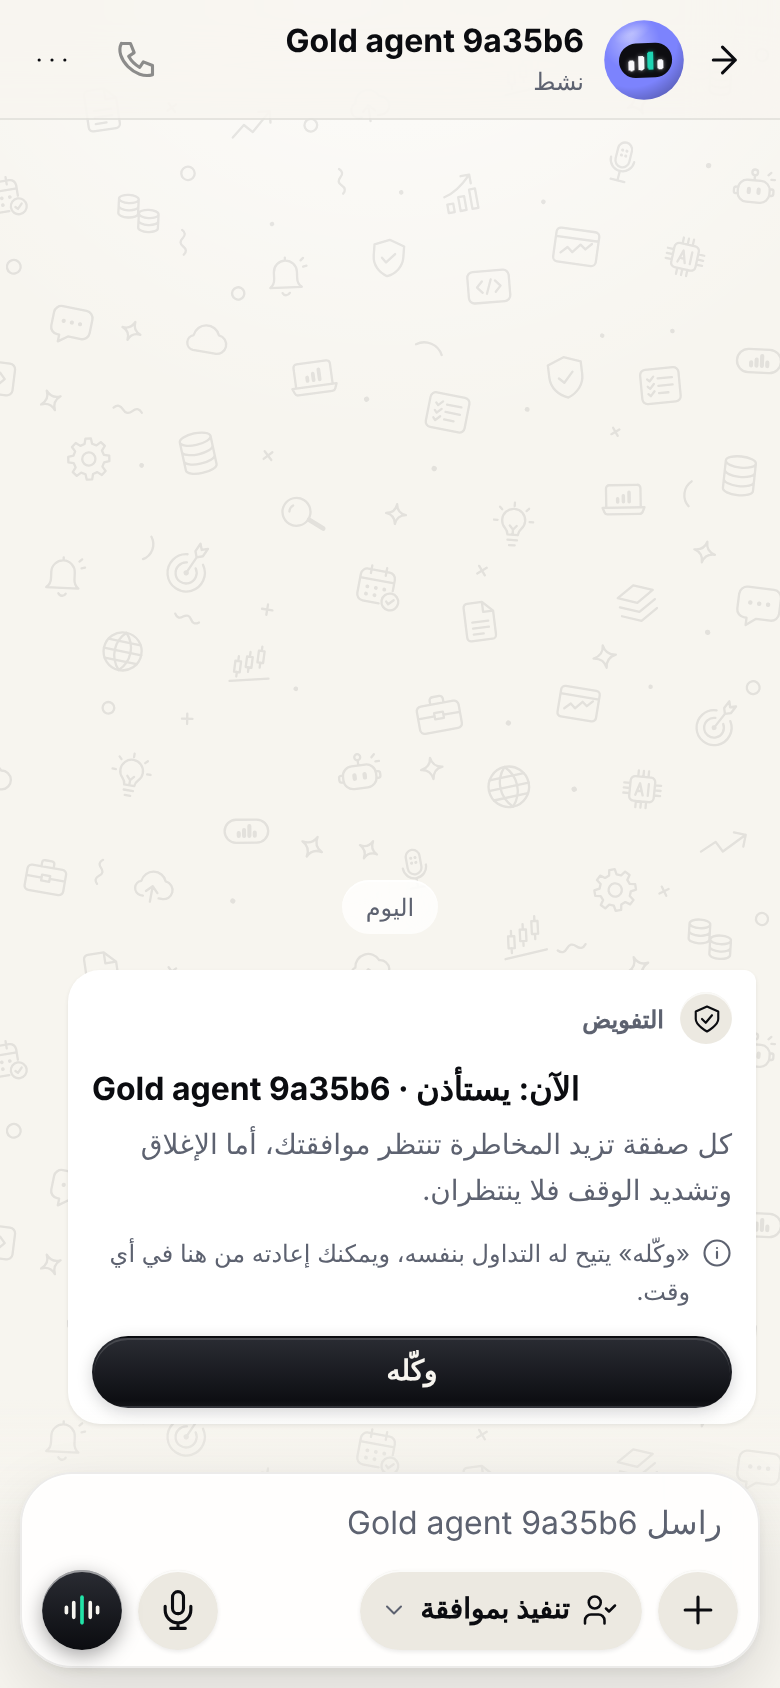 Gold agent 9a35b6
نشط
اليوم
التفويض
الآن: يستأذن · Gold agent 9a35b6
كل صفقة تزيد المخاطرة تنتظر موافقتك، أما الإغلاق
وتشديد الوقف فلا ينتظران.
«وكّله» يتيح له التداول بنفسه، ويمكنك إعادته من هنا في أي
وقت.
وكّله
راسل Gold agent 9a35b6
تنفيذ بموافقة